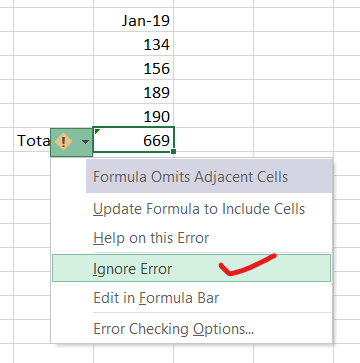 Jan-19
134
156
189
190
Tota 669
Formula Omits Adjacent Cells
Update Formula to Include Cells
Help on this Error
Ignore Error
Edit in Formula Bar
Error Checking Options...